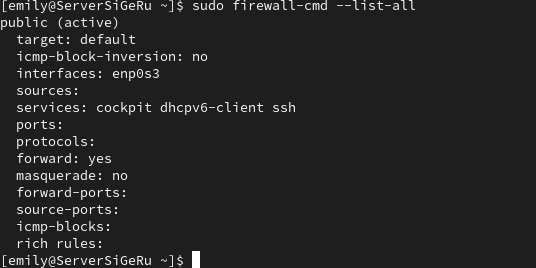 [emily@ServerSiGeRu ~]$ sudo firewall-cmd --list-all
public (active)
  target: default
  icmp-block-inversion: no
  interfaces: enp0s3
  sources:
  services: cockpit dhcpv6-client ssh
  ports:
  protocols:
  forward: yes
  masquerade: no
  forward-ports:
  source-ports:
  icmp-blocks:
  rich rules:
[emily@ServerSiGeRu ~]$